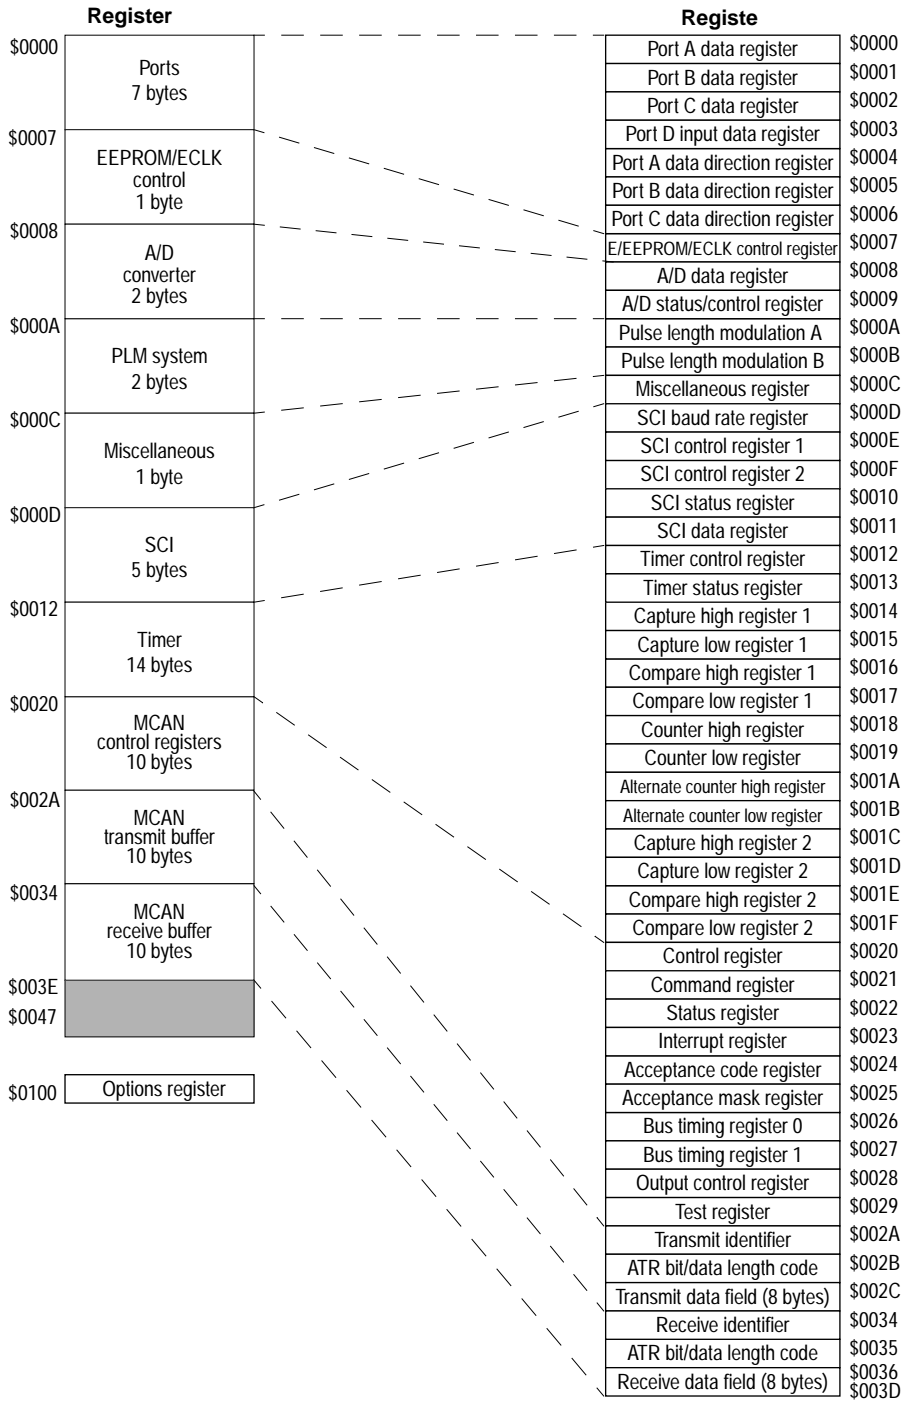 Register
$0000
Ports
7 bytes
$0007
EEPROM/ECLK
control
1 byte
$0008
A/D
converter
2 bytes
$000A
PLM system
2 bytes
$000C
Miscellaneous
1 byte
$000D
SCI
5 bytes
$0012
Timer
14 bytes
$0020
MCAN
control registers
10 bytes
$002A
MCAN
transmit buffer
10 bytes
$0034
MCAN
receive buffer
10 bytes
$003E
$0047
$0100 Options register
Registe
Port A data register $0000
Port B data register $0001
Port C data register $0002
Port D input data register $0003
Port A data direction register $0004
Port B data direction register $0005
Port C data direction register $0006
E/EEPROM/ECLK control register $0007
A/D data register $0008
A/D status/control register $0009
Pulse length modulation A $000A
Pulse length modulation B $000B
Miscellaneous register $000C
SCI baud rate register $000D
SCI control register 1 $000E
SCI control register 2 $000F
SCI status register $0010
SCI data register $0011
Timer control register $0012
Timer status register $0013
Capture high register 1 $0014
Capture low register 1 $0015
Compare high register 1 $0016
Compare low register 1 $0017
Counter high register $0018
Counter low register $0019
Alternate counter high register $001A
Alternate counter low register $001B
Capture high register 2 $001C
Capture low register 2 $001D
Compare high register 2 $001E
Compare low register 2 $001F
Control register $0020
Command register $0021
Status register $0022
Interrupt register $0023
Acceptance code register $0024
Acceptance mask register $0025
Bus timing register 0 $0026
Bus timing register 1 $0027
Output control register $0028
Test register $0029
Transmit identifier $002A
ATR bit/data length code $002B
Transmit data field (8 bytes) $002C
Receive identifier $0034
ATR bit/data length code $0035
Receive data field (8 bytes) $0036
$003D